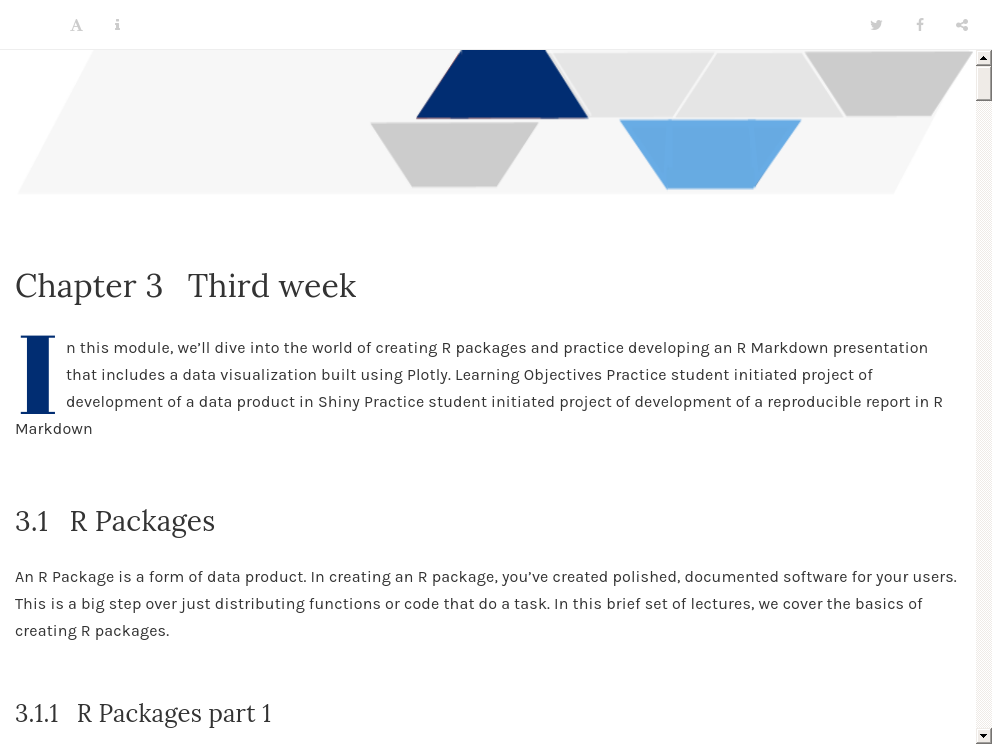 A
Chapter 3 Third week
In this module, we’ll dive into the world of creating R packages and practice developing an R Markdown presentation
that includes a data visualization built using Plotly. Learning Objectives Practice student initiated project of
development of a data product in Shiny Practice student initiated project of development of a reproducible report in R
Markdown
3.1 R Packages
An R Package is a form of data product. In creating an R package, you’ve created polished, documented software for your users.
This is a big step over just distributing functions or code that do a task. In this brief set of lectures, we cover the basics of
creating R packages.
3.1.1 R Packages part 1